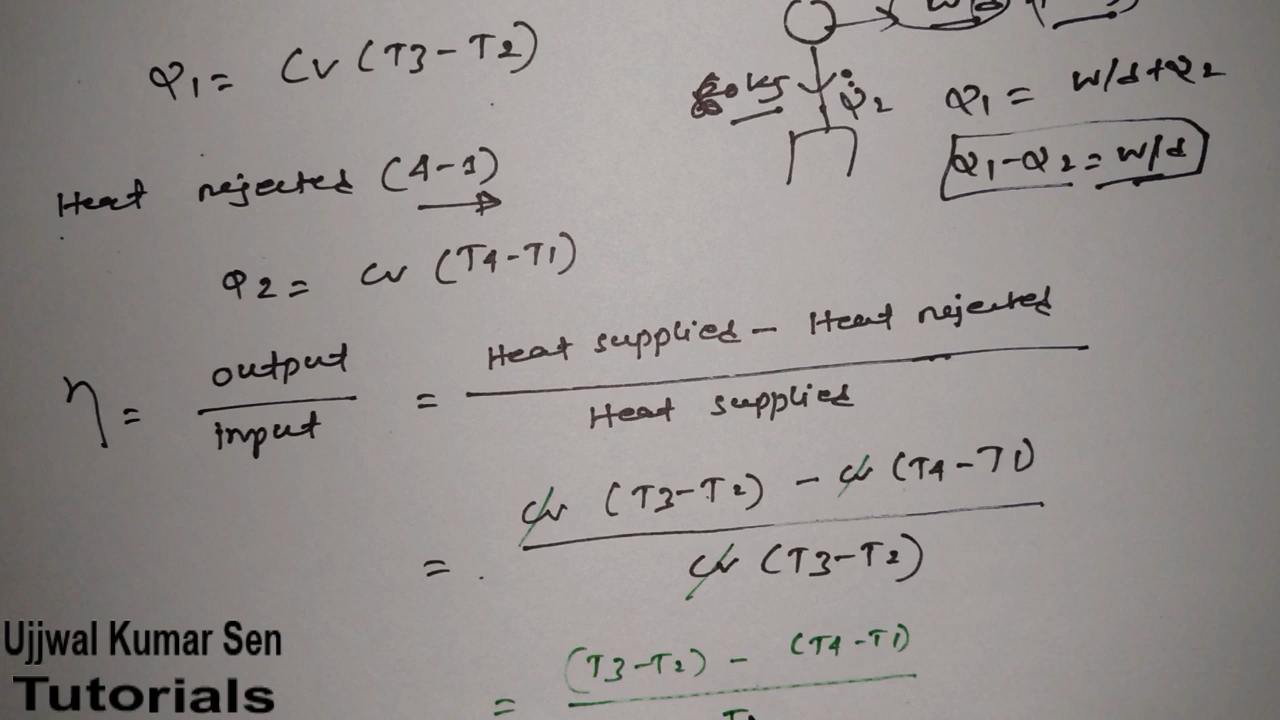 Q1 = Cv (T3-T2)
Q2
Q1 = W/d + Q2
Q1-Q2 = W/d
Heat rejected (4-1)
Q2 = Cv (T4-T1)
η = output / input = Heat supplied - Heat rejected / Heat supplied
= Cv (T3-T2) - Cv (T4-T1) / Cv (T3-T2)
= (T3-T2) - (T4-T1)
Ujjwal Kumar Sen
Tutorials